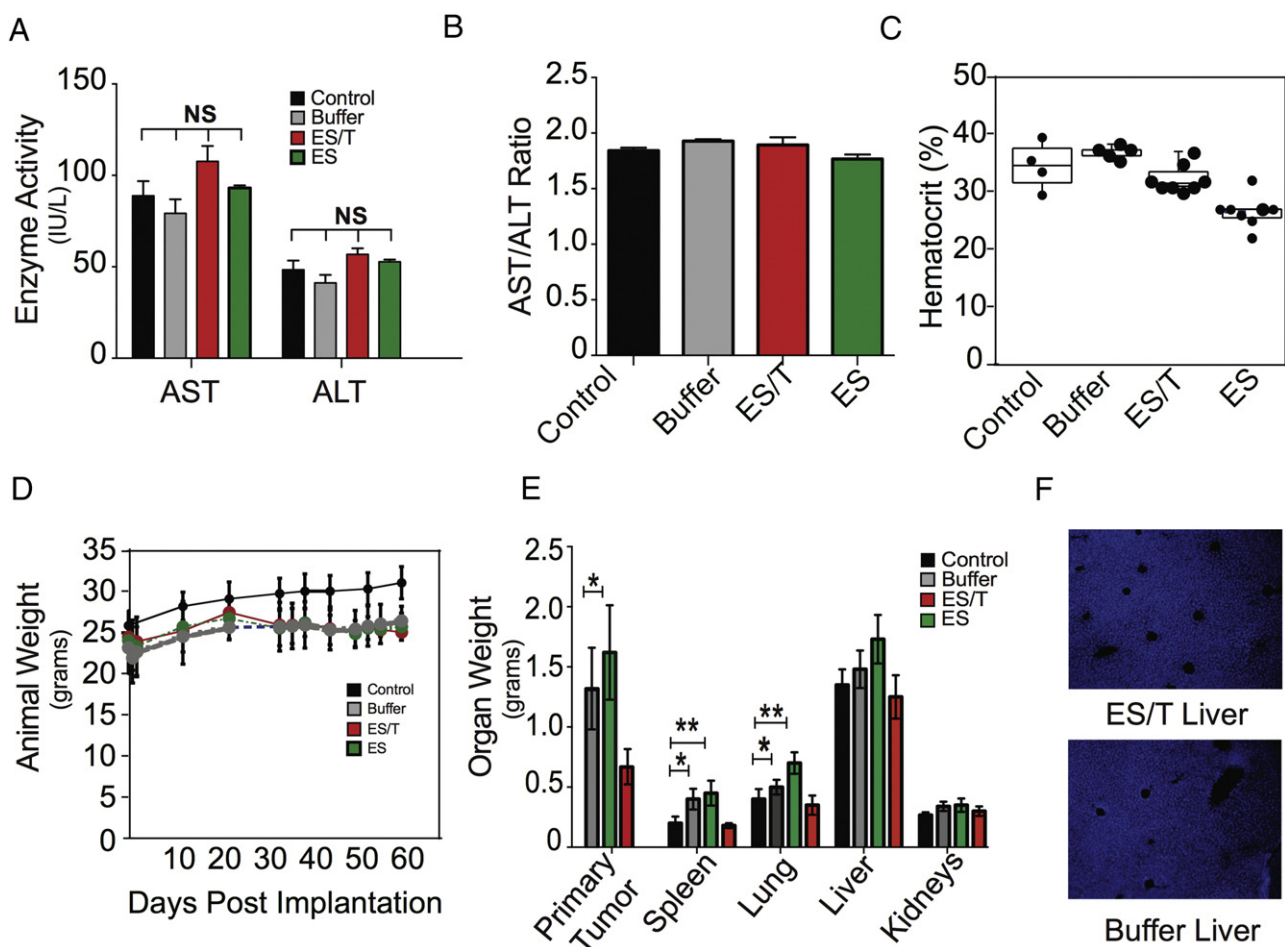 A
Enzyme Activity
(IU/L)
150
100
50
0
NS
NS
Control
Buffer
ES/T
ES
AST
ALT
B
AST/ALT Ratio
2.5
2.0
1.5
1.0
0.5
0.0
Control
Buffer
ES/T
ES
C
Hematocrit (%)
50
30
10
0
Control
Buffer
ES/T
ES
D
Animal Weight
(grams)
35
30
25
20
15
10
5
0
Control
Buffer
ES/T
ES
10 20 30 40 50 60
Days Post Implantation
E
Organ Weight
(grams)
2.5
2.0
1.5
1.0
0.5
0
*
**
*
**
*
Control
Buffer
ES/T
ES
Primary
Tumor
Spleen
Lung
Liver
Kidneys
F
ES/T Liver
Buffer Liver